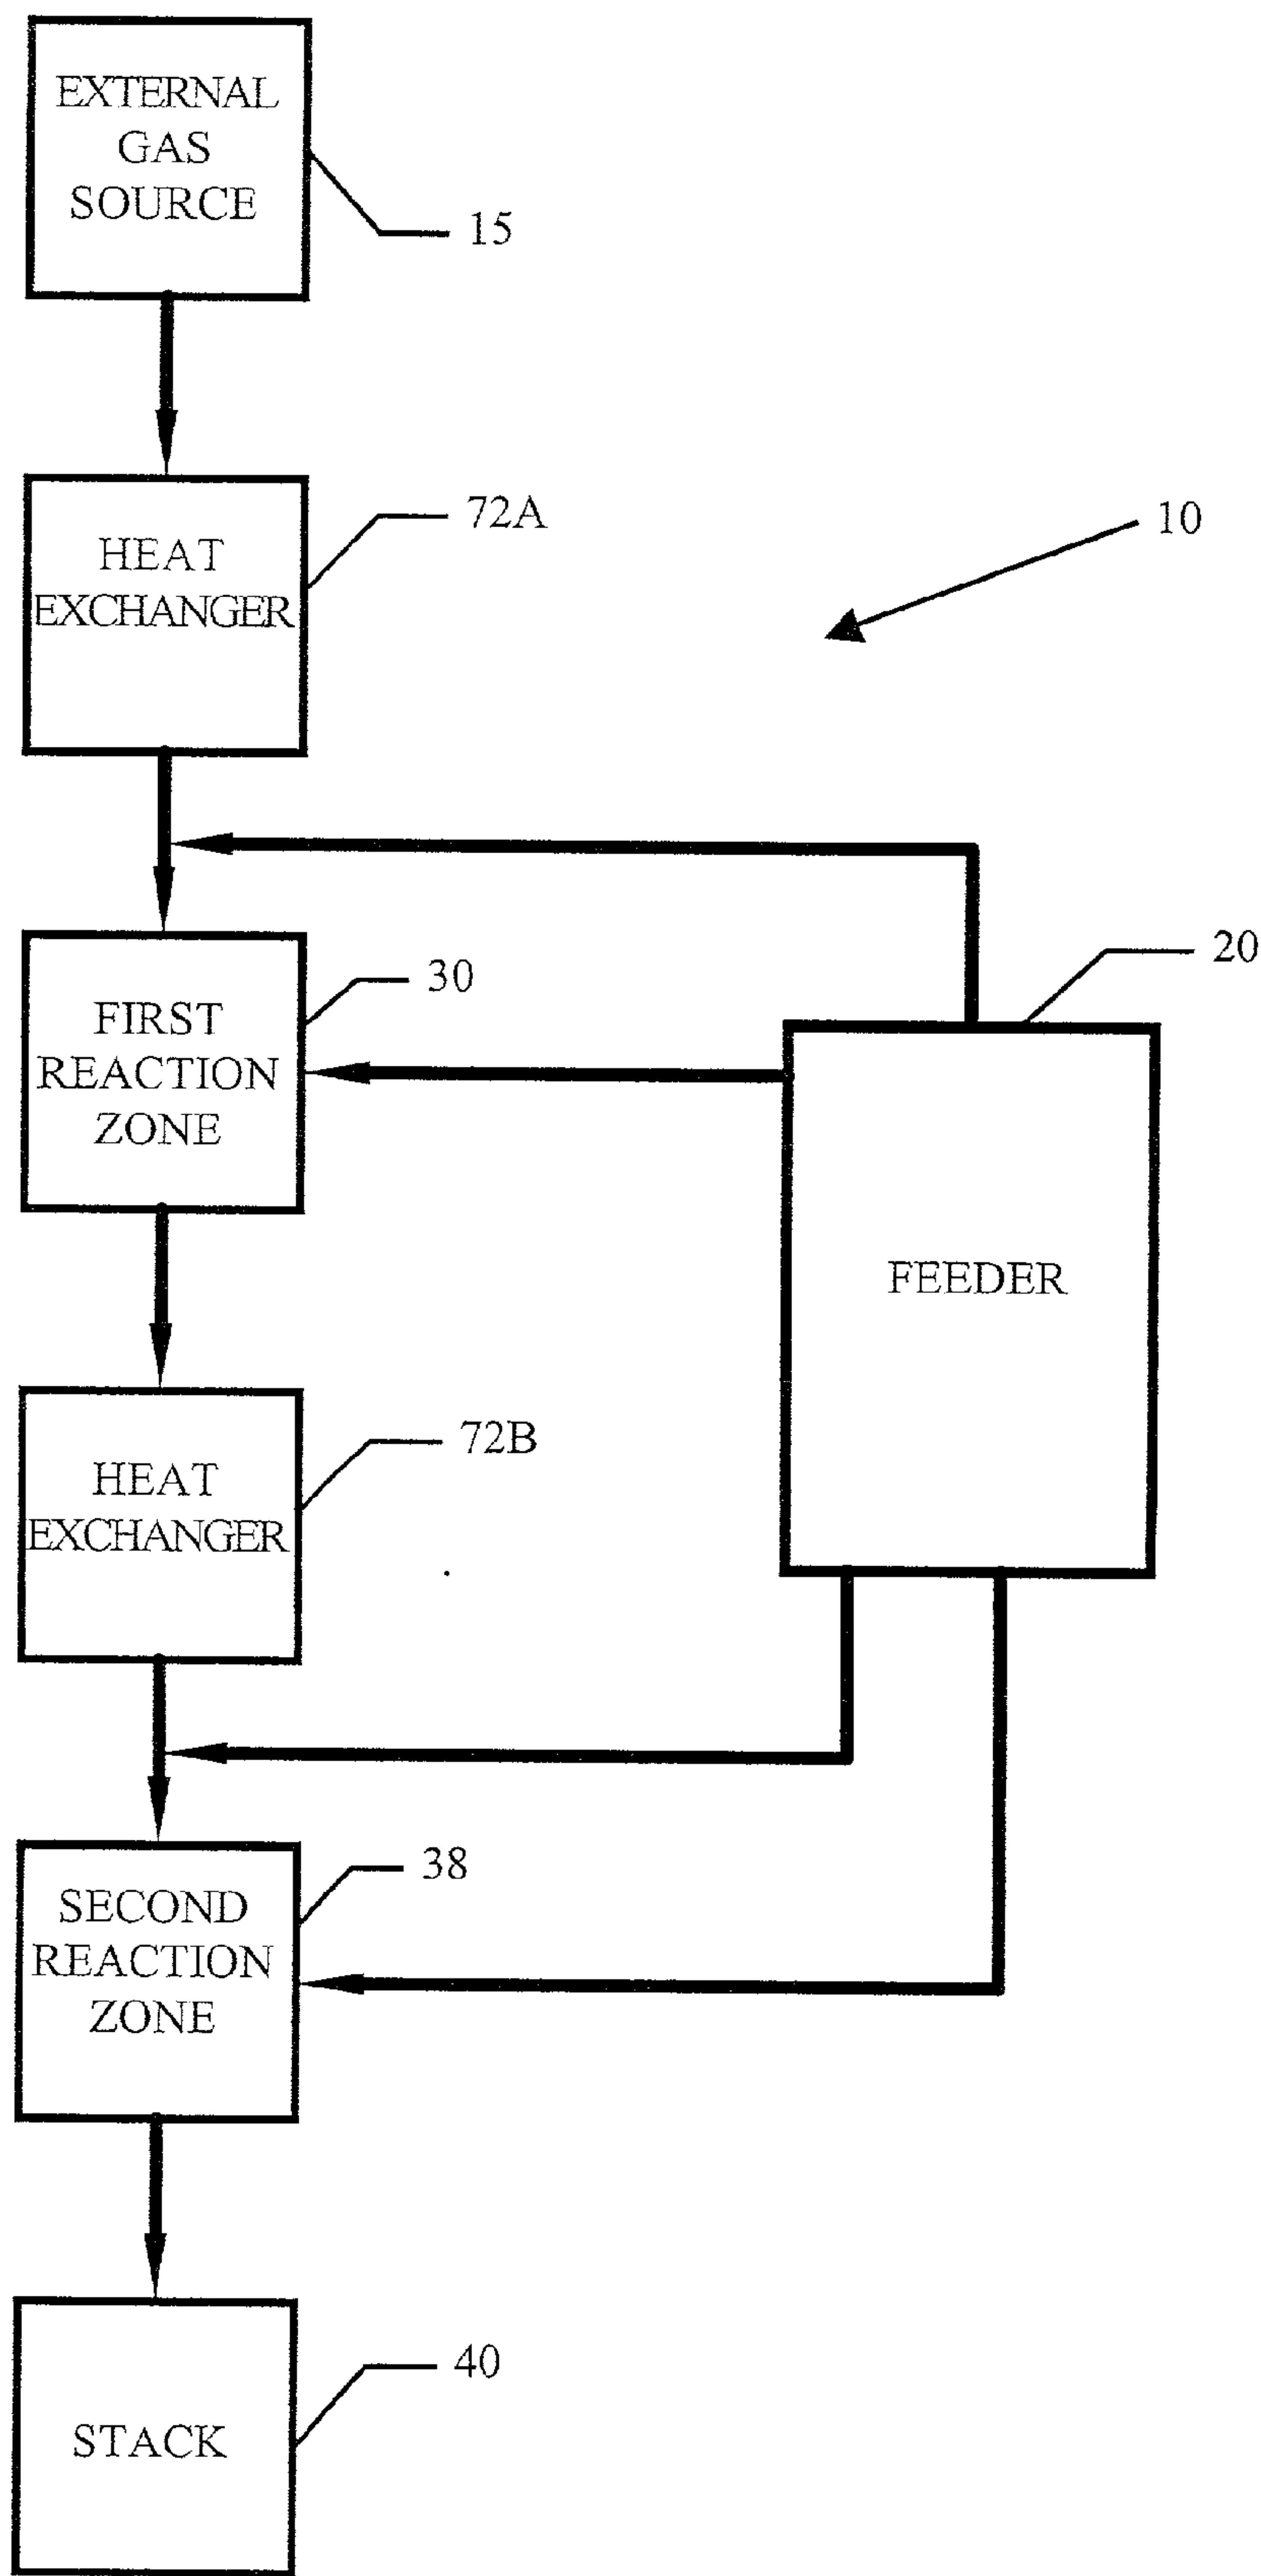 EXTERNAL
GAS
SOURCE
15
HEAT
EXCHANGER
72A
10
FIRST
REACTION
ZONE
30
20
FEEDER
HEAT
EXCHANGER
72B
SECOND
REACTION
ZONE
38
STACK
40